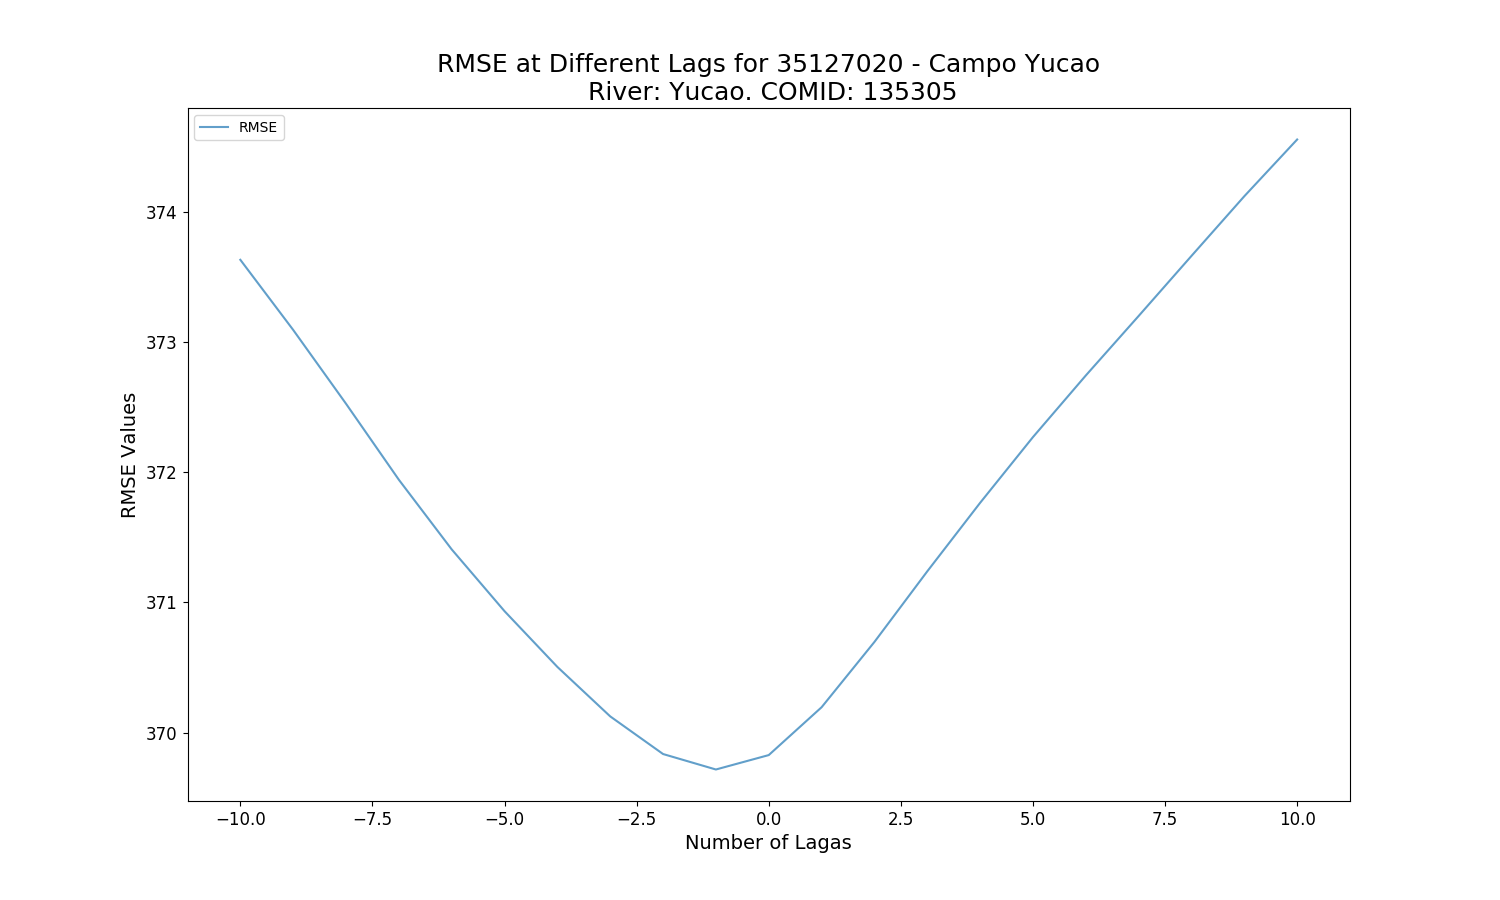 RMSE at Different Lags for 35127020 - Campo Yucao
River: Yucao. COMID: 135305
RMSE
374
373
372
371
370
RMSE Values
−10.0 −7.5 −5.0 −2.5 0.0 2.5 5.0 7.5 10.0
Number of Lagas